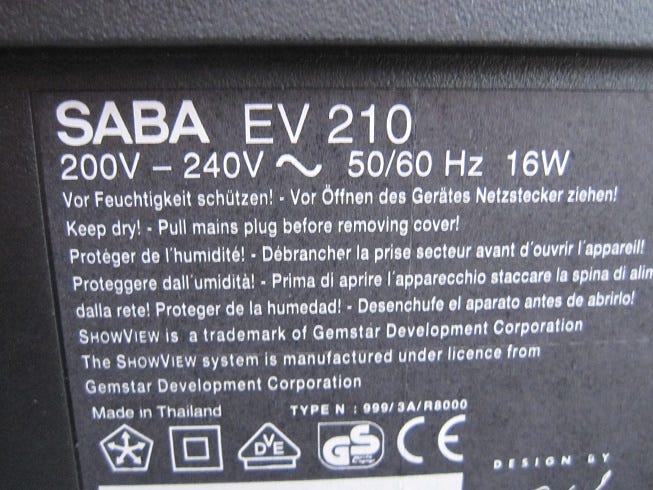 SABA EV 210
200V – 240V ~ 50/60 Hz 16W
Vor Feuchtigkeit schützen! - Vor Öffnen des Gerätes Netzstecker ziehen!
Keep dry! - Pull mains plug before removing cover!
Protéger de l'humidité! - Débrancher la prise secteur avant d'ouvrir l'appareil!
Proteggere dall'umidità! - Prima di aprire l'apparecchio staccare la spina di alim
dalla rete! Proteger de la humedad! - Desenchufe el aparato antes de abrirlo!
SHOWVIEW is a trademark of Gemstar Development Corporation
The SHOWVIEW system is manufactured under licence from
Gemstar Development Corporation
Made in Thailand TYPE N : 999/3A/R8000
DVE GS CE
DESIGN BY